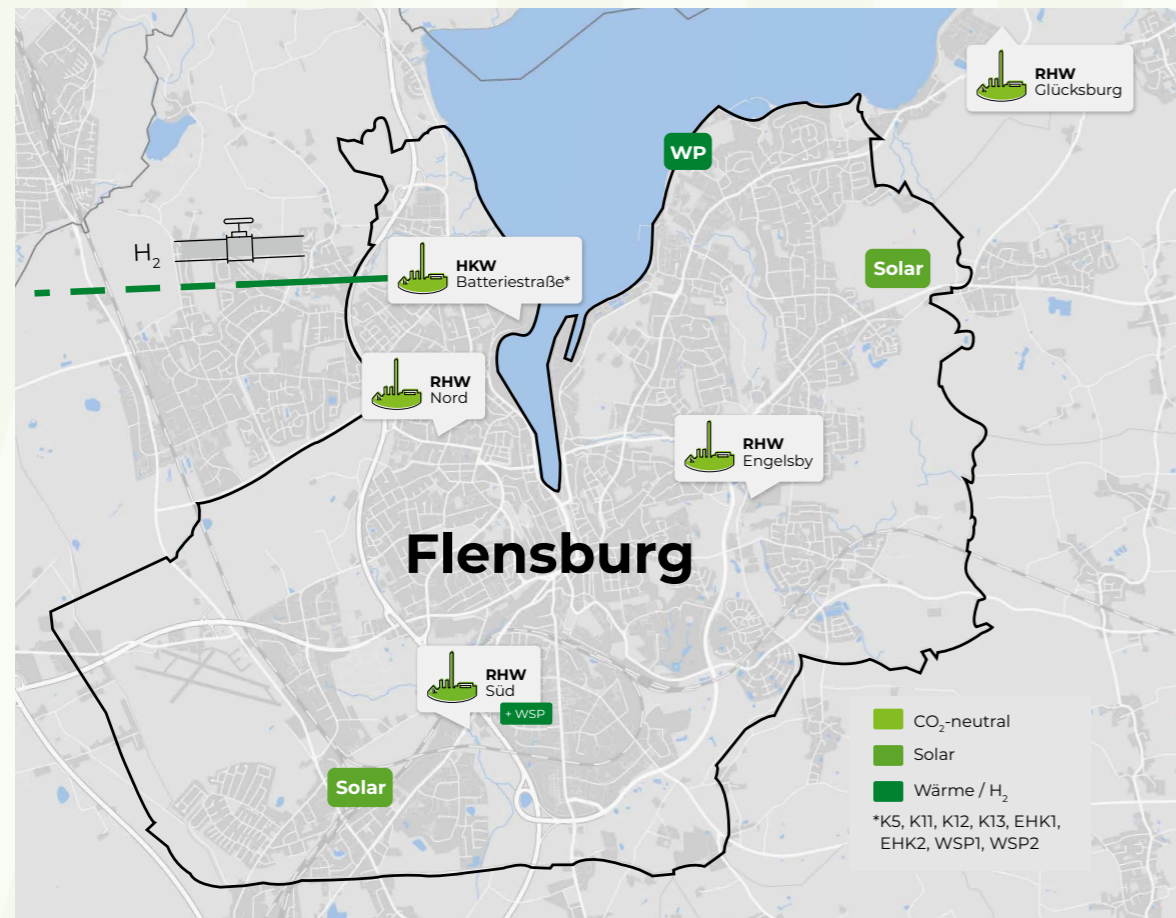 RHW
Glücksburg
WP
H₂
HKW
Batteriestraße*
Solar
RHW
Nord
RHW
Engelsby
Flensburg
RHW
Süd
+ WSP
Solar
CO₂-neutral
Solar
Wärme / H₂
*K5, K11, K12, K13, EHK1,
EHK2, WSP1, WSP2